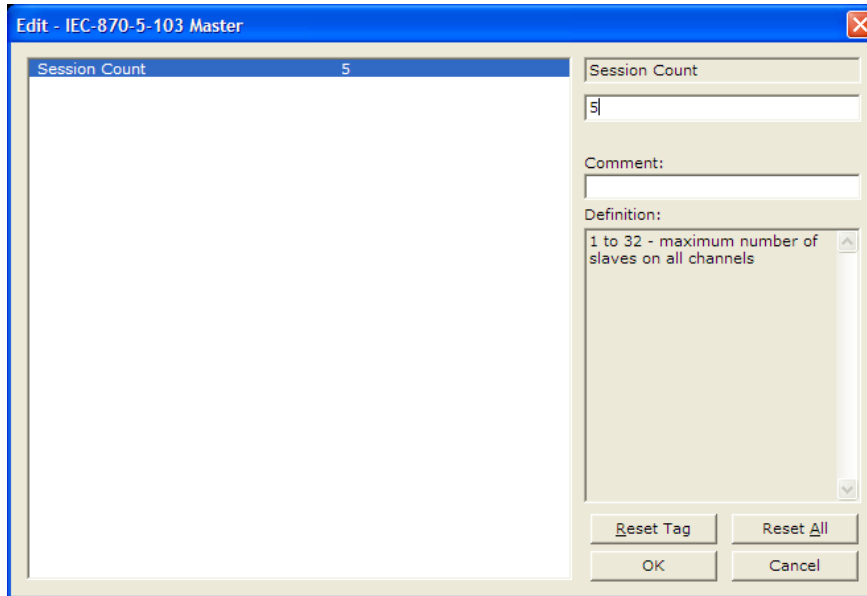 Edit - IEC-870-5-103 Master
Session Count 5
Session Count
5
Comment:
Definition:
1 to 32 - maximum number of
slaves on all channels
Reset Tag Reset All
OK Cancel